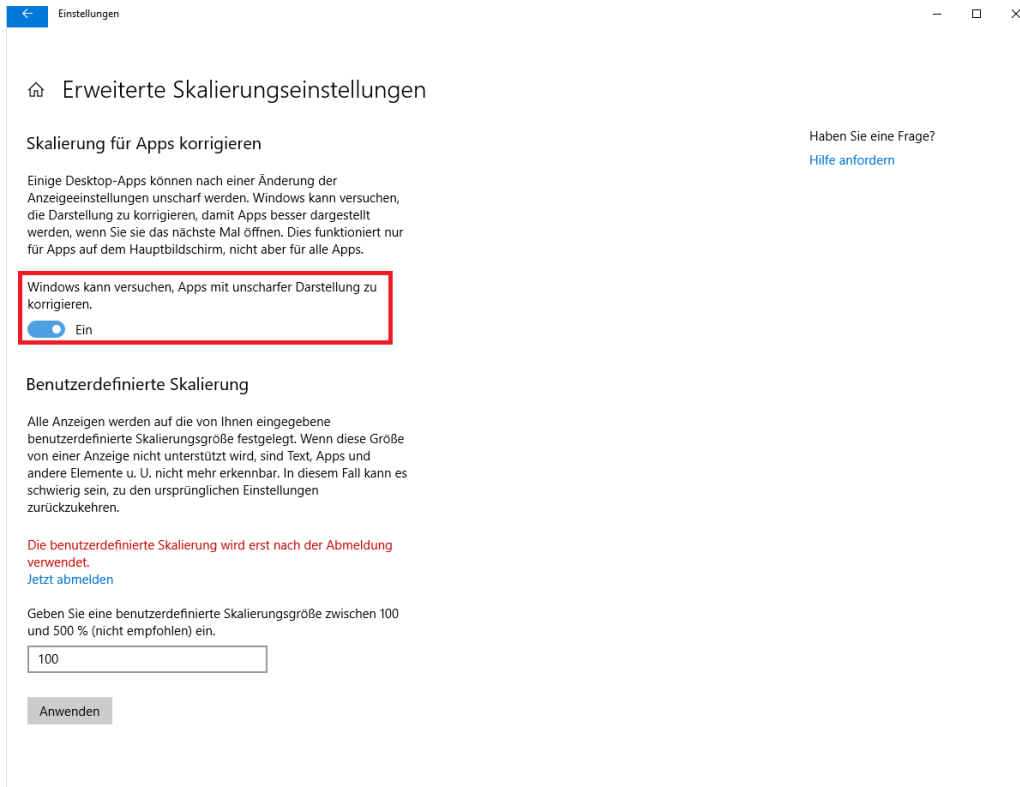 Einstellungen
Erweiterte Skalierungseinstellungen
Skalierung für Apps korrigieren
Einige Desktop-Apps können nach einer Änderung der
Anzeigeeinstellungen unscharf werden. Windows kann versuchen,
die Darstellung zu korrigieren, damit Apps besser dargestellt
werden, wenn Sie sie das nächste Mal öffnen. Dies funktioniert nur
für Apps auf dem Hauptbildschirm, nicht aber für alle Apps.
Windows kann versuchen, Apps mit unscharfer Darstellung zu
korrigieren.
Ein
Benutzerdefinierte Skalierung
Alle Anzeigen werden auf die von Ihnen eingegebene
benutzerdefinierte Skalierungsgröße festgelegt. Wenn diese Größe
von einer Anzeige nicht unterstützt wird, sind Text, Apps und
andere Elemente u. U. nicht mehr erkennbar. In diesem Fall kann es
schwierig sein, zu den ursprünglichen Einstellungen
zurückzukehren.
Die benutzerdefinierte Skalierung wird erst nach der Abmeldung
verwendet.
Jetzt abmelden
Geben Sie eine benutzerdefinierte Skalierungsgröße zwischen 100
und 500 % (nicht empfohlen) ein.
100
Anwenden
Haben Sie eine Frage?
Hilfe anfordern